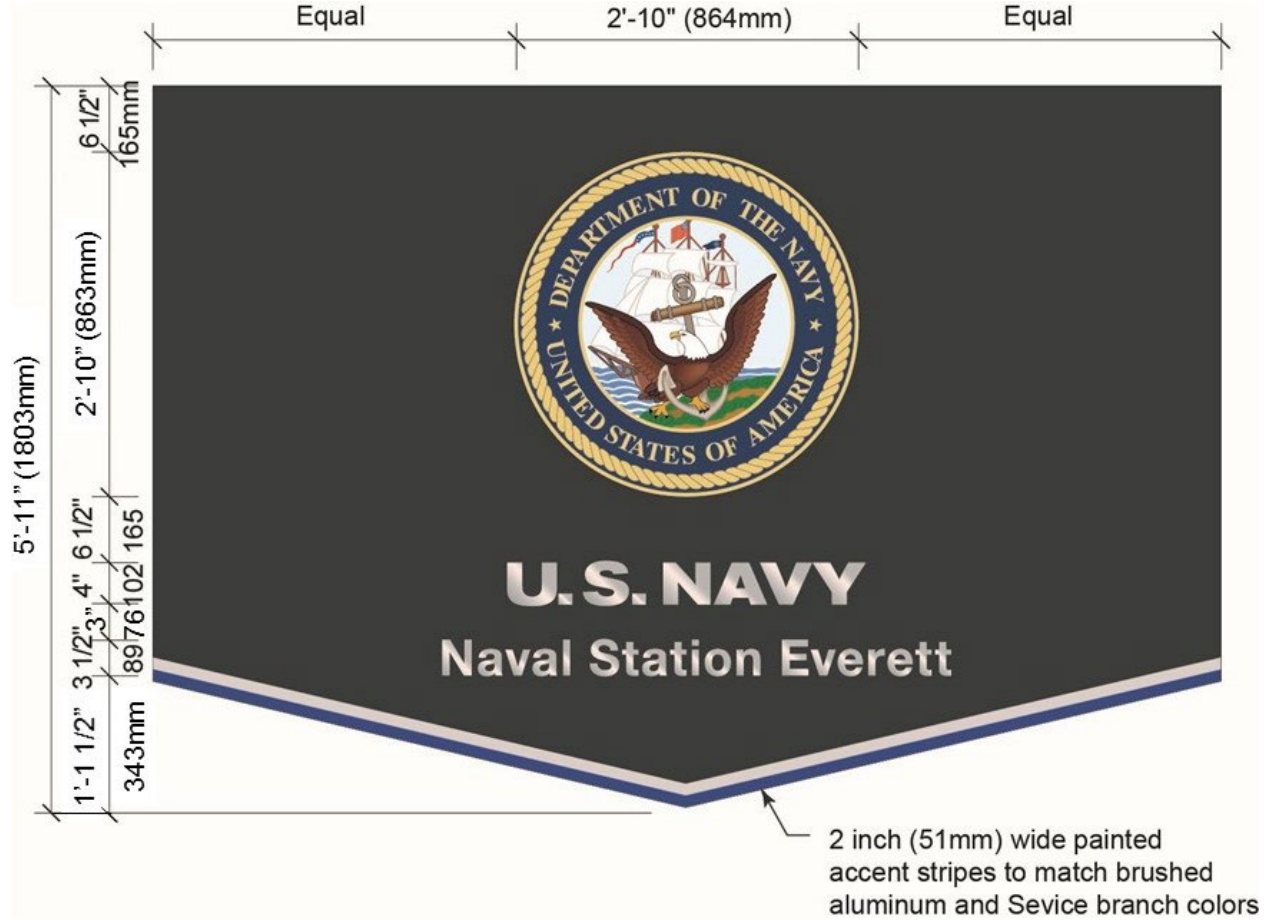 Equal
2'-10" (864mm)
Equal
6 1/2"
165mm
2'-10” (863mm)
5'-11” (1803mm)
6 1/2"
165
4"
102
3”
76
3 1/2"
89
1'-1 1/2”
343mm
DEPARTMENT OF THE NAVY
UNITED STATES OF AMERICA
U.S. NAVY
Naval Station Everett
2 inch (51mm) wide painted
accent stripes to match brushed
aluminum and Sevice branch colors